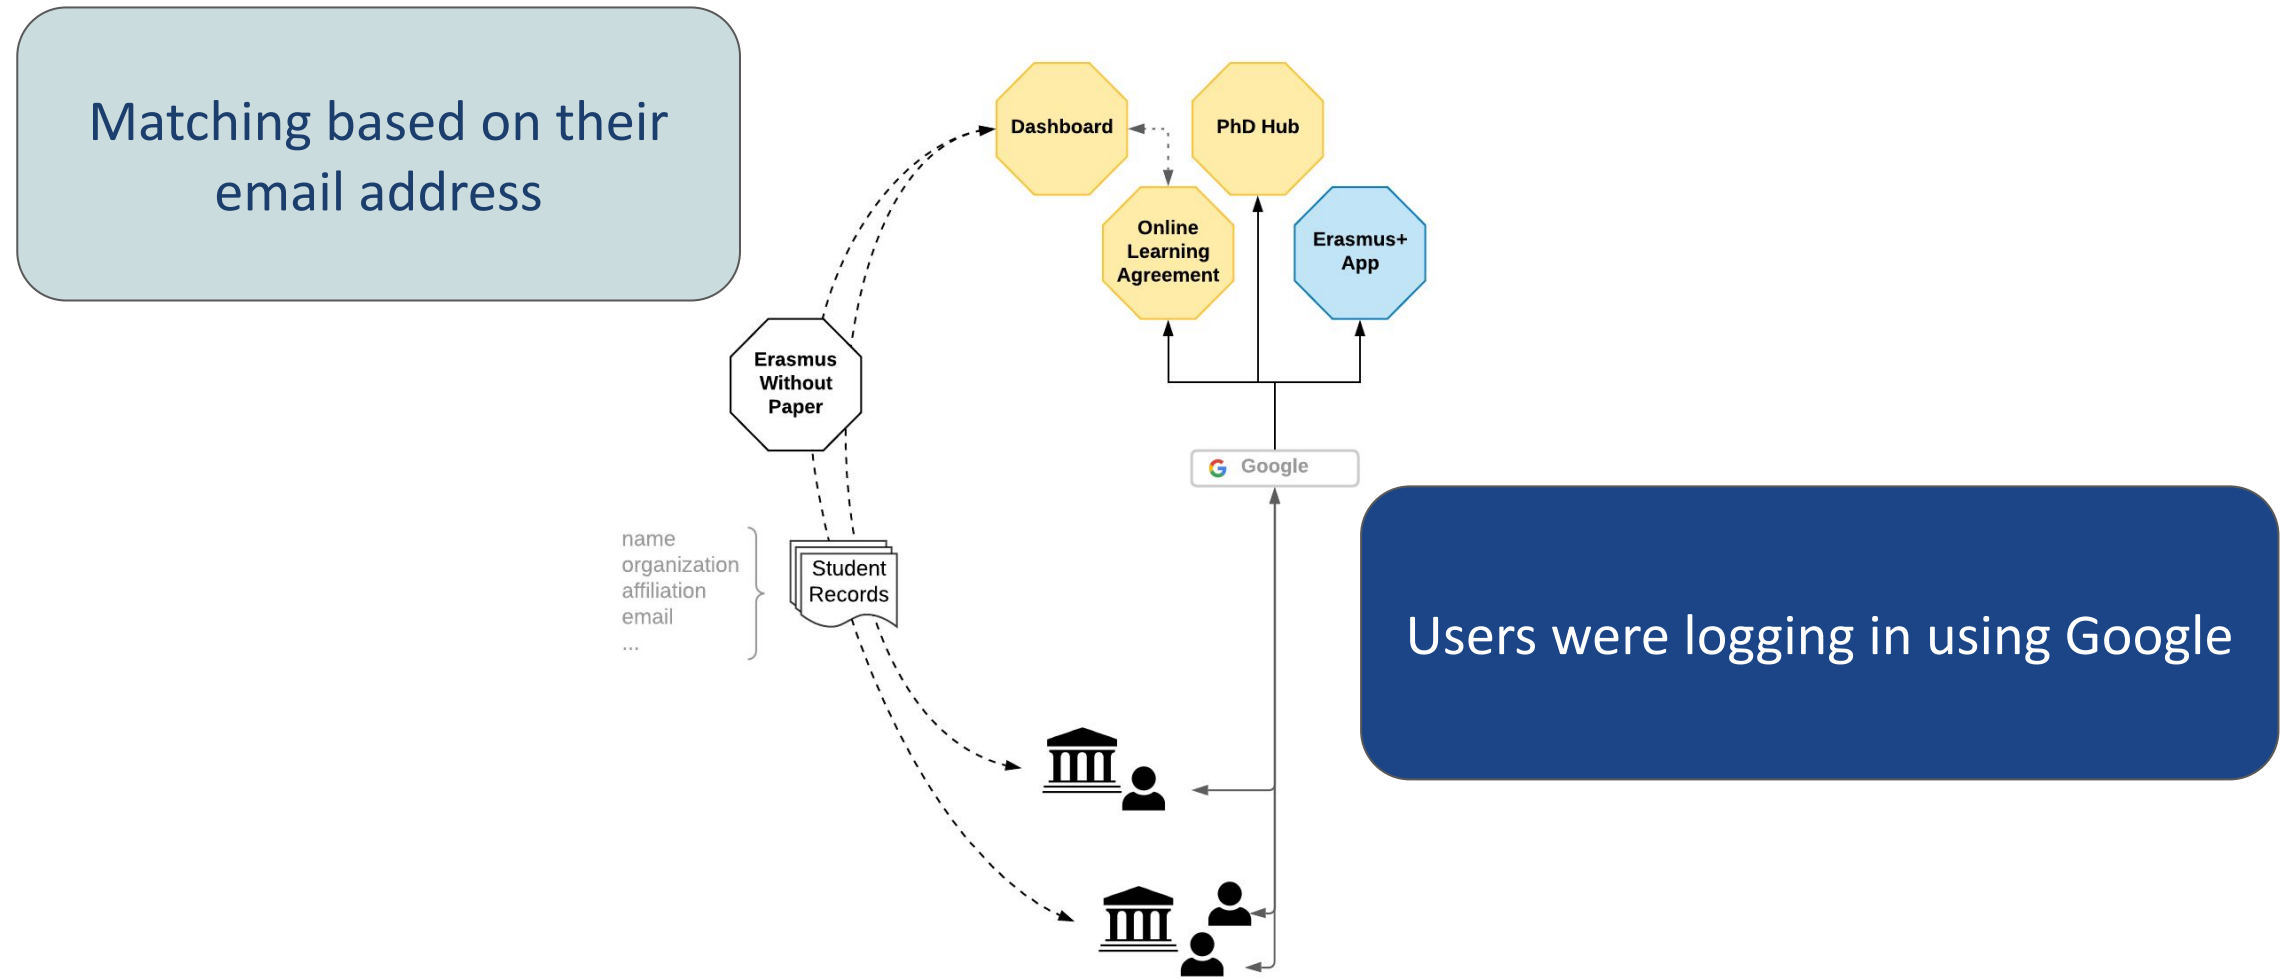 Matching based on their
email address
Dashboard
PhD Hub
Online
Learning
Agreement
Erasmus+
App
Erasmus
Without
Paper
Google
name
organization
affiliation
email
...
Student
Records
Users were logging in using Google